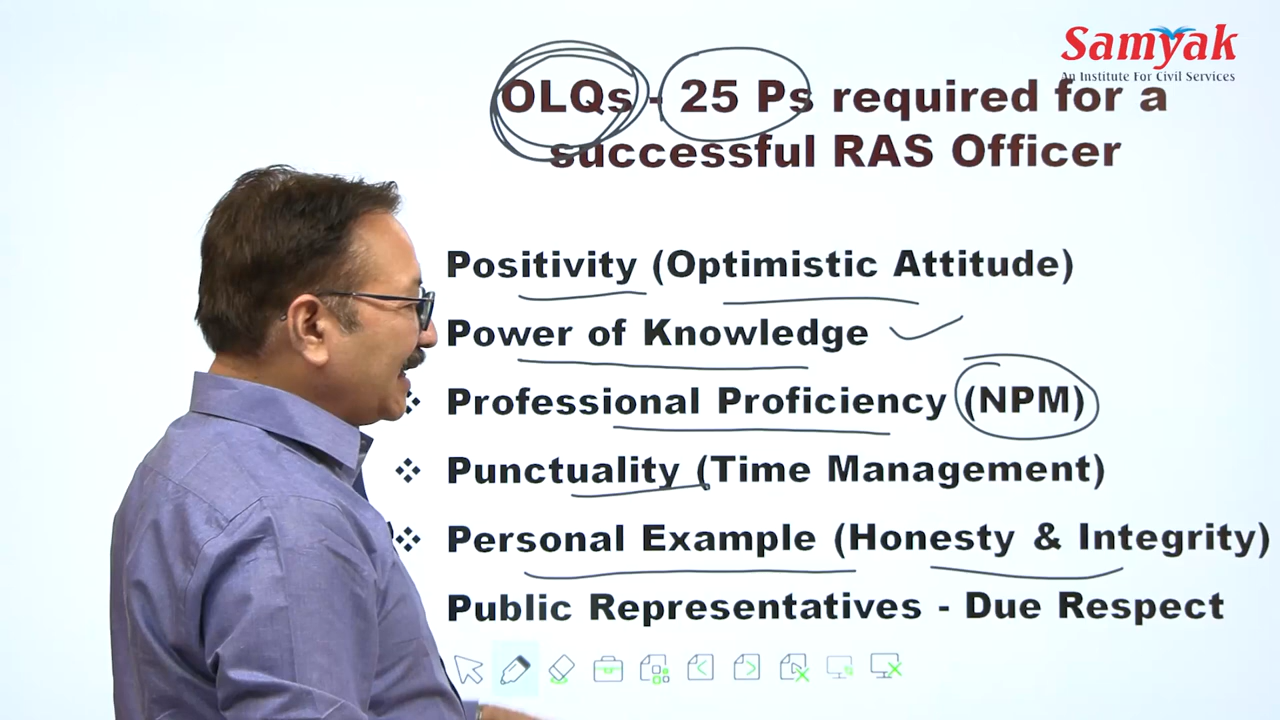 Samyak
An Institute For Civil Services
OLQs - 25 Ps required for a
successful RAS Officer
Positivity (Optimistic Attitude)
Power of Knowledge
Professional Proficiency (NPM)
Punctuality (Time Management)
Personal Example (Honesty & Integrity)
Public Representatives - Due Respect